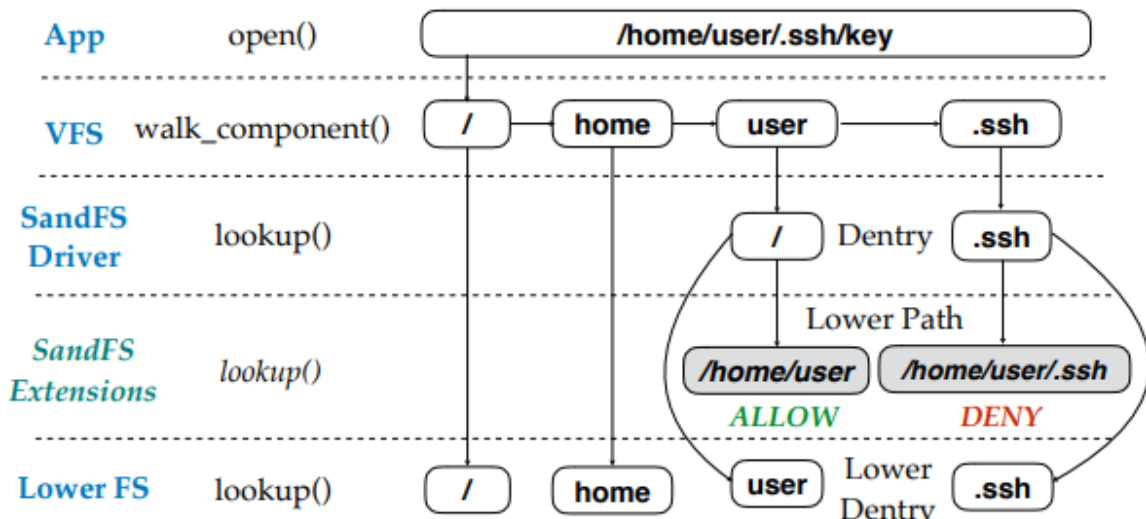 App open() /home/user/.ssh/key
VFS walk_component() / home user .ssh
SandFS
Driver lookup() / Dentry .ssh
Lower Path
SandFS
Extensions lookup() /home/user /home/user/.ssh
ALLOW DENY
Lower FS lookup() / home user Lower .ssh
Dentry